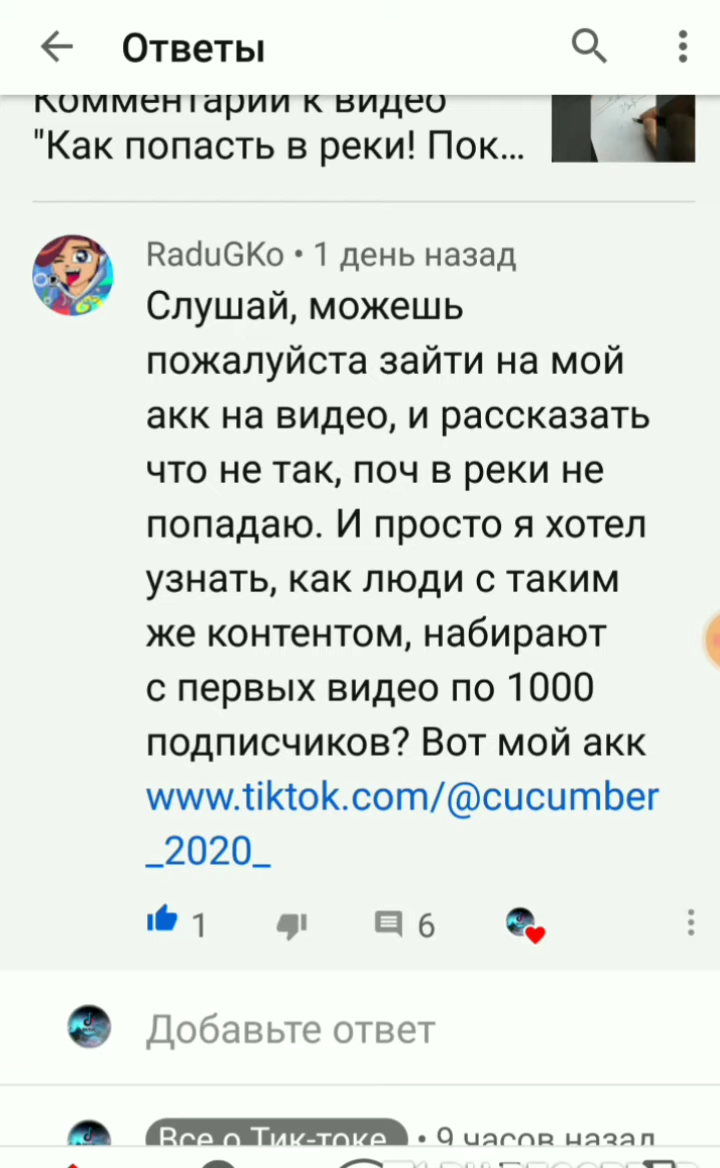 Ответы
Комментарии к видео
"Как попасть в реки! Пок...
RaduGKo • 1 день назад
Слушай, можешь
пожалуйста зайти на мой
акк на видео, и рассказать
что не так, поч в реки не
попадаю. И просто я хотел
узнать, как люди с таким
же контентом, набирают
с первых видео по 1000
подписчиков? Вот мой акк
www.tiktok.com/@cucumber
_2020_
1 6
Добавьте ответ
Все о Тик-токе • 9 часов назад